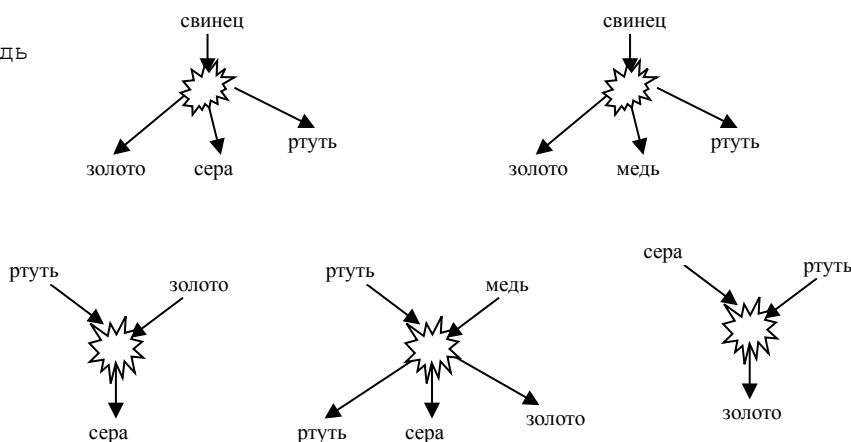 свинец
свинец
дь
ртуть
ртуть
золото
сера
золото
медь
сера
ртуть
ртуть
ртуть
золото
медь
золото
золото
сера
ртуть
сера